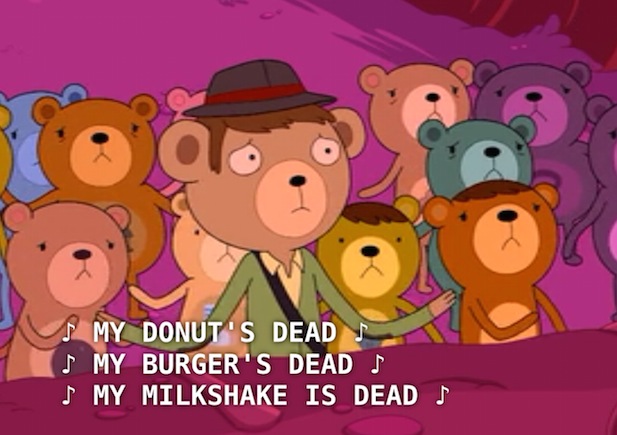 ♪ MY DONUT'S DEAD ♪
♪ MY BURGER'S DEAD ♪
♪ MY MILKSHAKE IS DEAD ♪